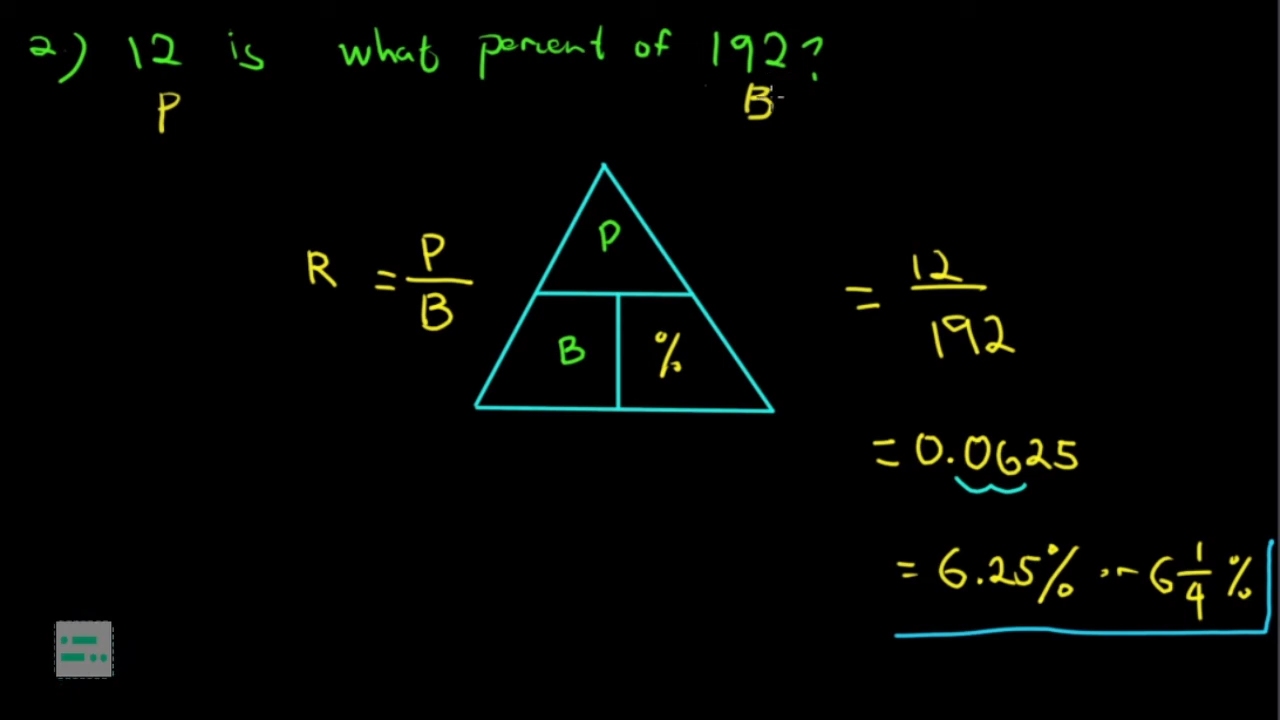 2) 12 is what percent of 192?
P
B
P
R = P/B
B %
= 12/192
= 0.0625
= 6.25% or 6 1/4 %